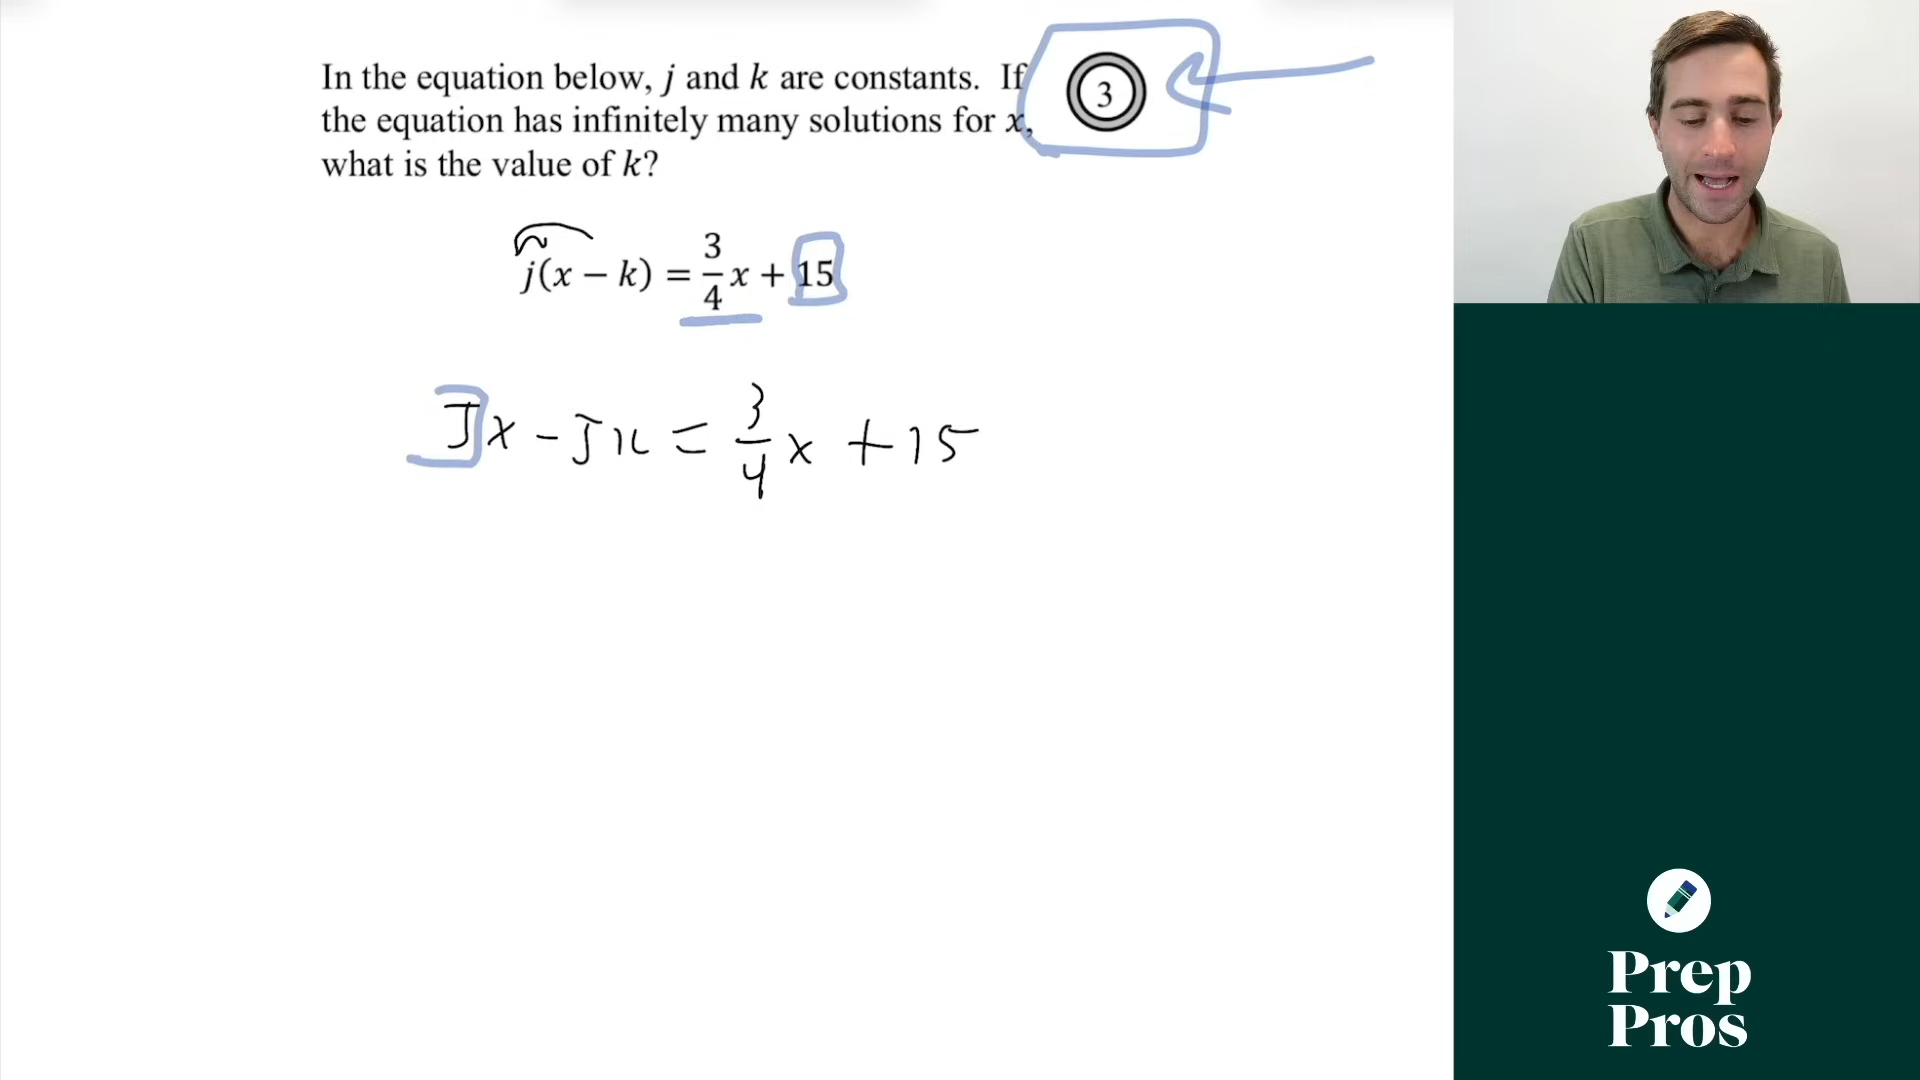 In the equation below, j and k are constants. If
the equation has infinitely many solutions for x,
what is the value of k?
3
j(x − k) = 3/4 x + 15
Jx - Jk = 3/4 x + 15
Prep
Pros